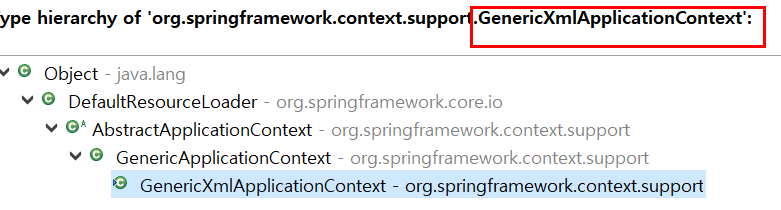 ype hierarchy of 'org.springframework.context.support.GenericXmlApplicationContext':
Object - java.lang
DefaultResourceLoader - org.springframework.core.io
AbstractApplicationContext - org.springframework.context.support
GenericApplicationContext - org.springframework.context.support
GenericXmlApplicationContext - org.springframework.context.support